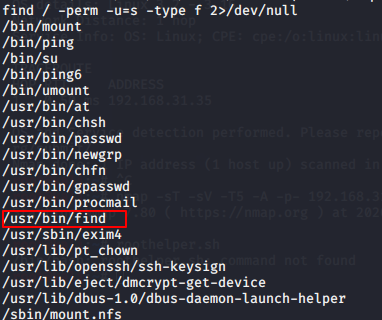 find / -perm -u=s -type f 2>/dev/null
/bin/mount
/bin/ping
/bin/su
/bin/ping6
/bin/umount
/usr/bin/at
/usr/bin/chsh
/usr/bin/passwd
/usr/bin/newgrp
/usr/bin/chfn
/usr/bin/gpasswd
/usr/bin/procmail
/usr/bin/find
/usr/sbin/exim4
/usr/lib/pt_chown
/usr/lib/openssh/ssh-keysign
/usr/lib/eject/dmcrypt-get-device
/usr/lib/dbus-1.0/dbus-daemon-launch-helper
/sbin/mount.nfs